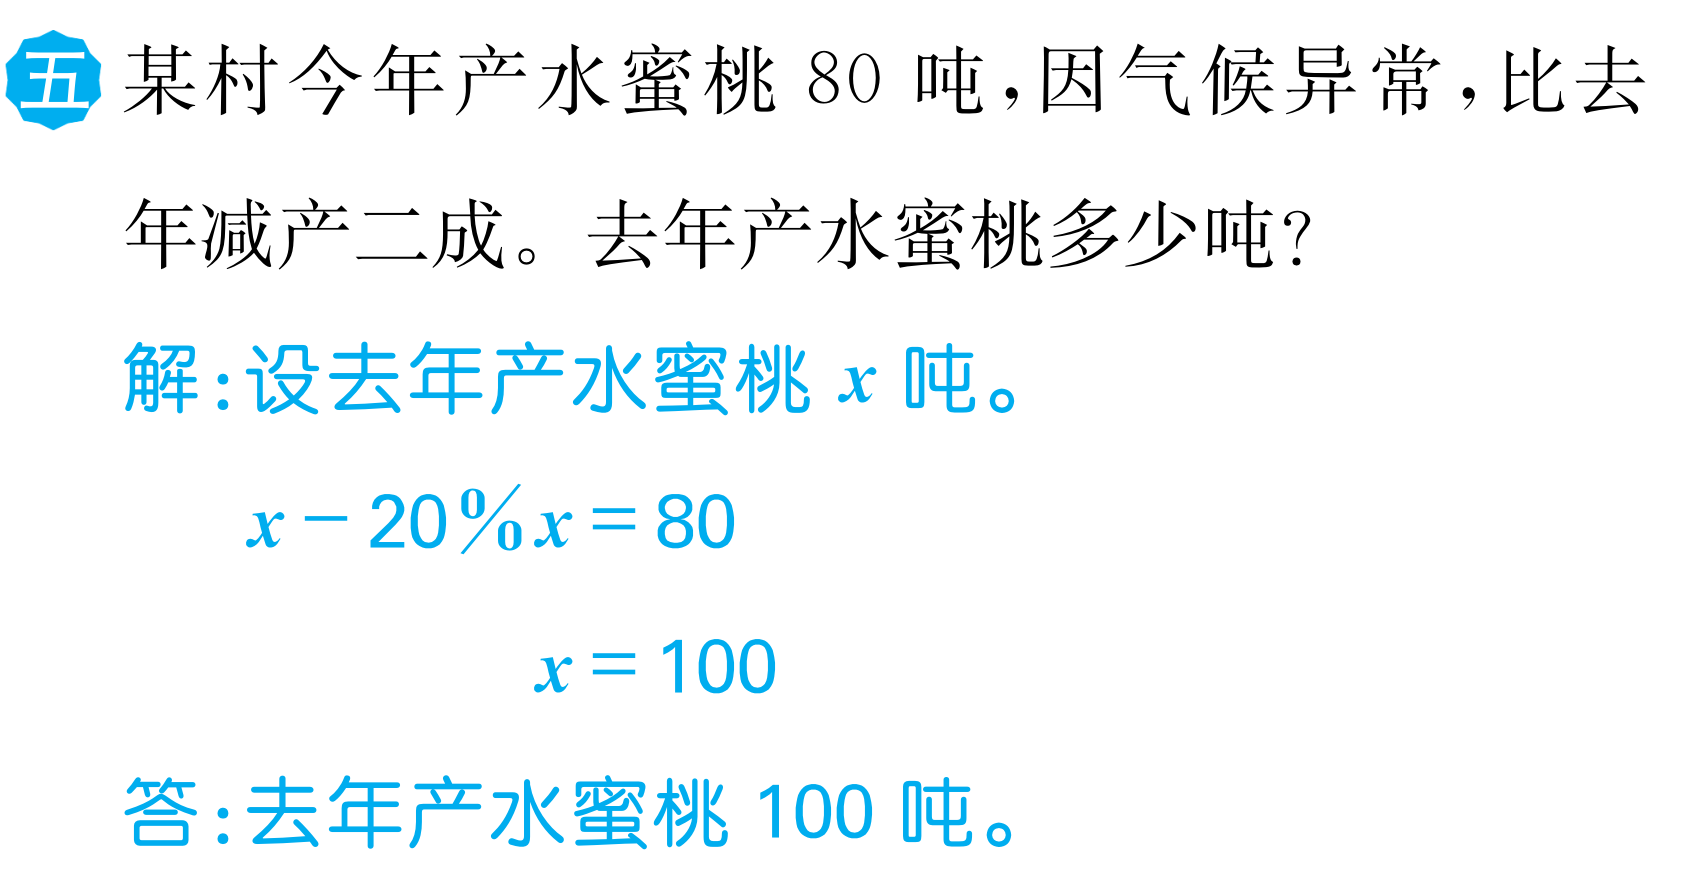 五 某村今年产水蜜桃 80 吨,因气候异常,比去
年减产二成。去年产水蜜桃多少吨?
解:设去年产水蜜桃 x 吨。
x - 20%x = 80
x = 100
答:去年产水蜜桃 100 吨。